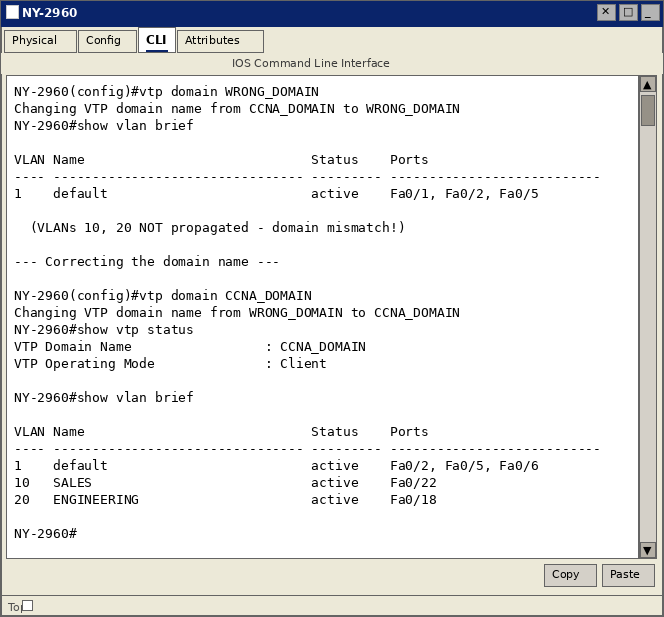 NY-2960
Physical Config CLI Attributes
IOS Command Line Interface
NY-2960(config)#vtp domain WRONG_DOMAIN
Changing VTP domain name from CCNA_DOMAIN to WRONG_DOMAIN
NY-2960#show vlan brief
VLAN Name                             Status    Ports
---- -------------------------------- --------- ---------------------------
1    default                          active    Fa0/1, Fa0/2, Fa0/5
(VLANs 10, 20 NOT propagated - domain mismatch!)
--- Correcting the domain name ---
NY-2960(config)#vtp domain CCNA_DOMAIN
Changing VTP domain name from WRONG_DOMAIN to CCNA_DOMAIN
NY-2960#show vtp status
VTP Domain Name                 : CCNA_DOMAIN
VTP Operating Mode              : Client
NY-2960#show vlan brief
VLAN Name                             Status    Ports
---- -------------------------------- --------- ---------------------------
1    default                          active    Fa0/2, Fa0/5, Fa0/6
10   SALES                            active    Fa0/22
20   ENGINEERING                      active    Fa0/18
NY-2960#
Copy Paste
Top